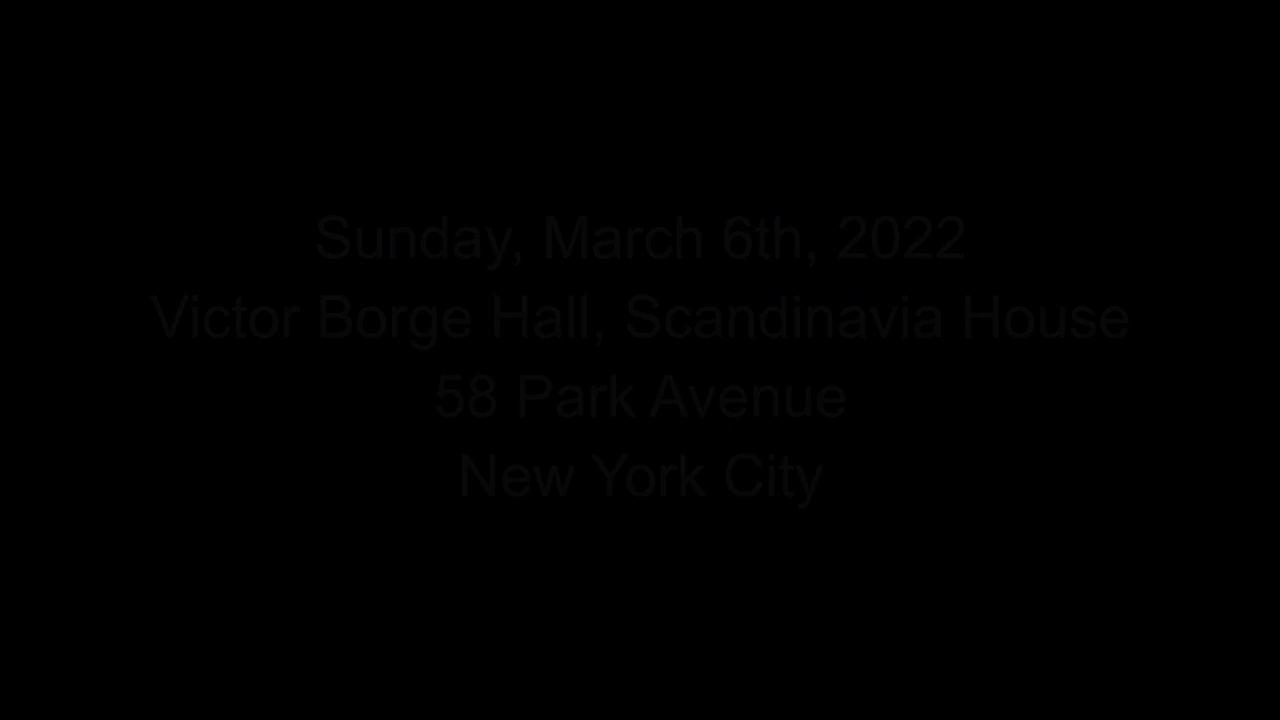 Sunday, March 6th, 2022
Victor Borge Hall, Scandinavia House
58 Park Avenue
New York City